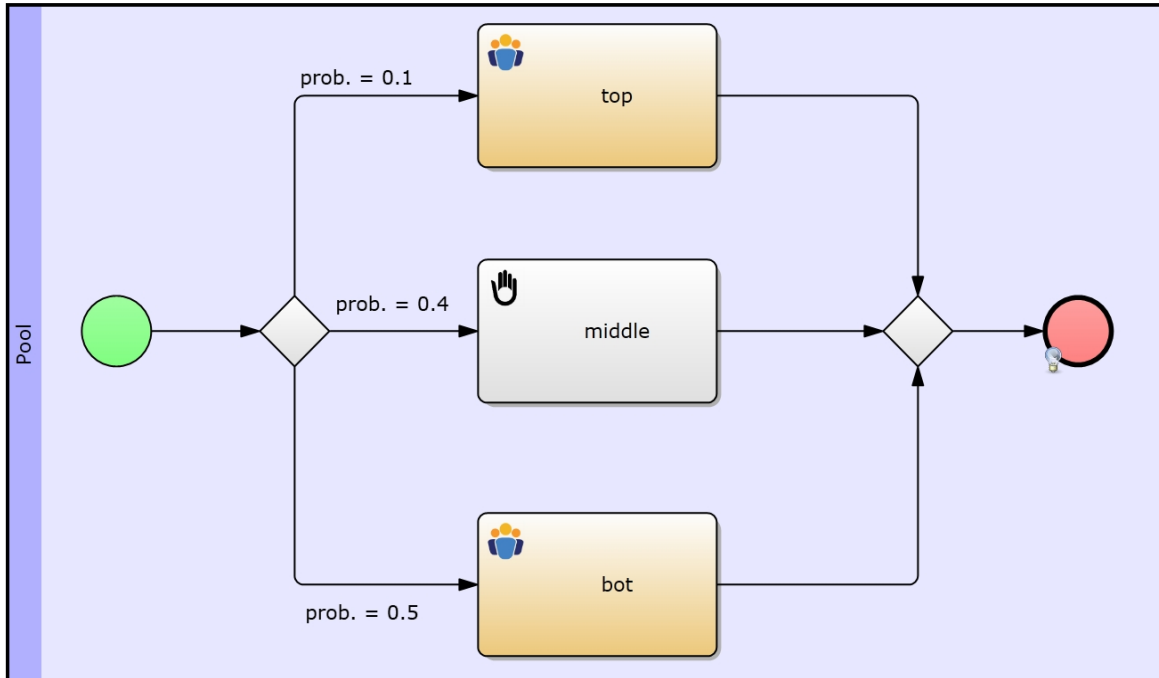 Pool
prob. = 0.1
top
prob. = 0.4
middle
prob. = 0.5
bot